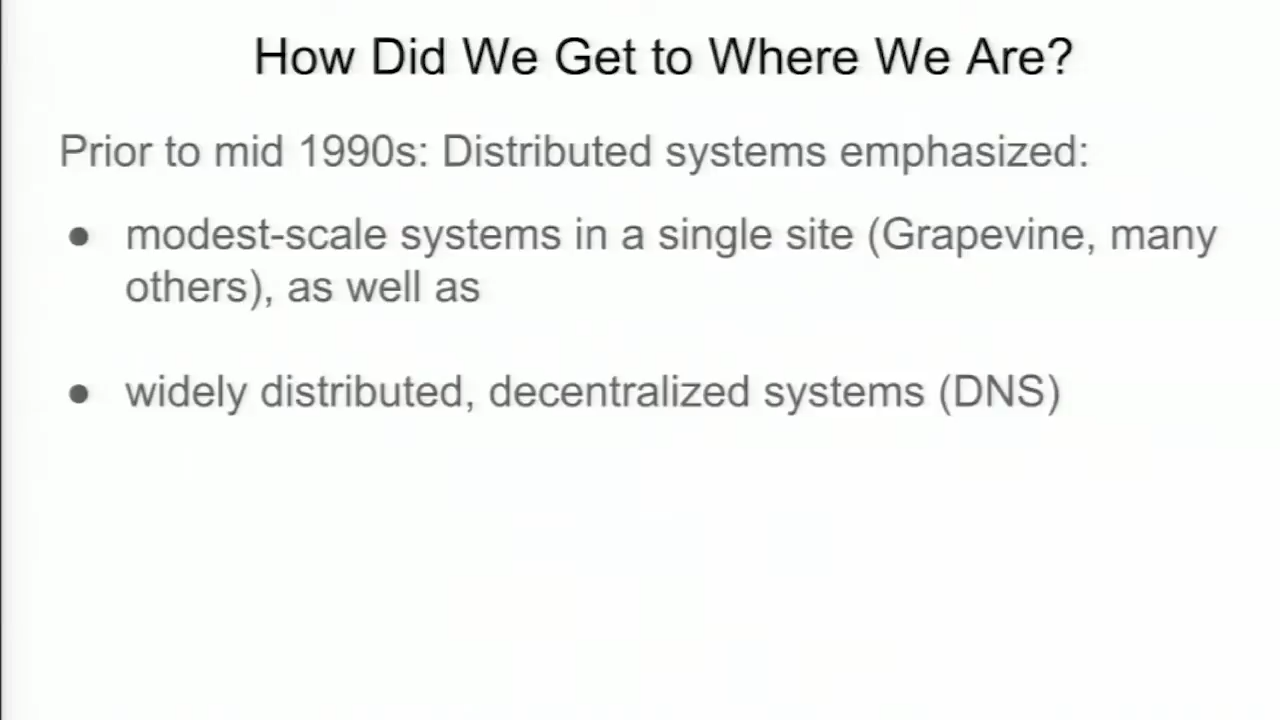 How Did We Get to Where We Are?
Prior to mid 1990s: Distributed systems emphasized:
● modest-scale systems in a single site (Grapevine, many
others), as well as
● widely distributed, decentralized systems (DNS)